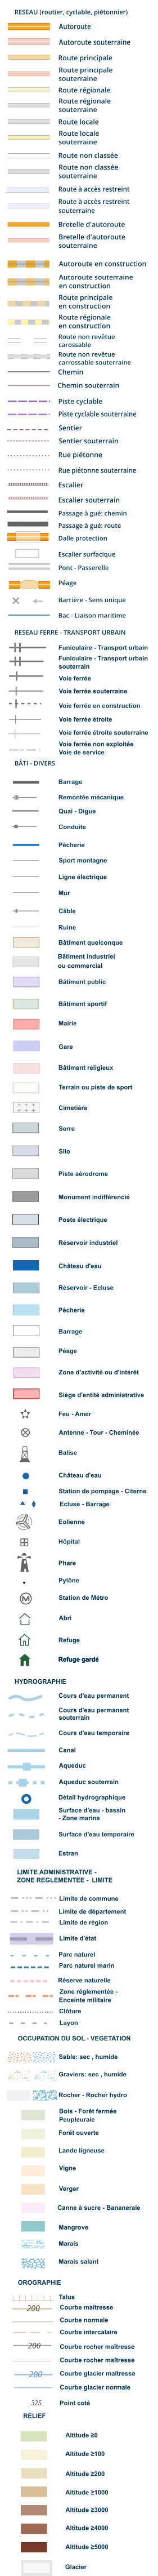 RESEAU (routier, cyclable, piétonnier)
Autoroute
Autoroute souterraine
Route principale
Route principale
souterraine
Route régionale
Route régionale
souterraine
Route locale
Route locale
souterraine
Route non classée
Route non classée
souterraine
Route à accès restreint
Route à accès restreint
souterraine
Bretelle d'autoroute
Bretelle d'autoroute
souterraine
Autoroute en construction
Autoroute souterraine
en construction
Route principale
en construction
Route régionale
en construction
Route non revêtue
carossable
Route non revêtue
carrossable souterraine
Chemin
Chemin souterrain
Piste cyclable
Piste cyclable souterraine
Sentier
Sentier souterrain
Rue piétonne
Rue piétonne souterraine
Escalier
Escalier souterrain
Passage à gué: chemin
Passage à gué: route
Dalle protection
Escalier surfacique
Pont - Passerelle
Péage
Barrière - Sens unique
Bac - Liaison maritime
RESEAU FERRE - TRANSPORT URBAIN
Funiculaire - Transport urbain
Funiculaire - Transport urbain
souterrain
Voie ferrée
Voie ferrée souterraine
Voie ferrée en construction
Voie ferrée étroite
Voie ferrée étroite souterraine
Voie ferrée non exploitée
Voie de service
BÂTI - DIVERS
Barrage
Remontée mécanique
Quai - Digue
Conduite
Pêcherie
Sport montagne
Ligne électrique
Mur
Câble
Ruine
Bâtiment quelconque
Bâtiment industriel
ou commercial
Bâtiment public
Bâtiment sportif
Mairie
Gare
Bâtiment religieux
Terrain ou piste de sport
Cimetière
Serre
Silo
Piste aérodrome
Monument indifférencié
Poste électrique
Réservoir industriel
Château d'eau
Réservoir - Ecluse
Pêcherie
Barrage
Péage
Zone d'activité ou d'intérêt
Siège d'entité administrative
Feu - Amer
Antenne - Tour - Cheminée
Balise
Château d'eau
Station de pompage - Citerne
Ecluse - Barrage
Eolienne
Hôpital
Phare
Pylône
Station de Métro
Abri
Refuge
Refuge gardé
HYDROGRAPHIE
Cours d'eau permanent
Cours d'eau permanent
souterrain
Cours d'eau temporaire
Canal
Aqueduc
Aqueduc souterrain
Détail hydrographique
Surface d'eau - bassin
- Zone marine
Surface d'eau temporaire
Estran
LIMITE ADMINISTRATIVE -
ZONE REGLEMENTEE - LIMITE
Limite de commune
Limite de département
Limite de région
Limite d'état
Parc naturel
Parc naturel marin
Réserve naturelle
Zone réglementée -
Enceinte militaire
Clôture
Layon
OCCUPATION DU SOL - VEGETATION
Sable: sec , humide
Graviers: sec , humide
Rocher - Rocher hydro
Bois - Forêt fermée
Peupleuraie
Forêt ouverte
Lande ligneuse
Vigne
Verger
Canne à sucre - Bananeraie
Mangrove
Marais
Marais salant
OROGRAPHIE
Talus
200 Courbe maîtresse
Courbe normale
Courbe intercalaire
200 Courbe rocher maîtresse
Courbe rocher maîtresse
200 Courbe glacier maîtresse
Courbe glacier normale
325 Point coté
RELIEF
Altitude ≥0
Altitude ≥100
Altitude ≥200
Altitude ≥1000
Altitude ≥3000
Altitude ≥4000
Altitude ≥5000
Glacier